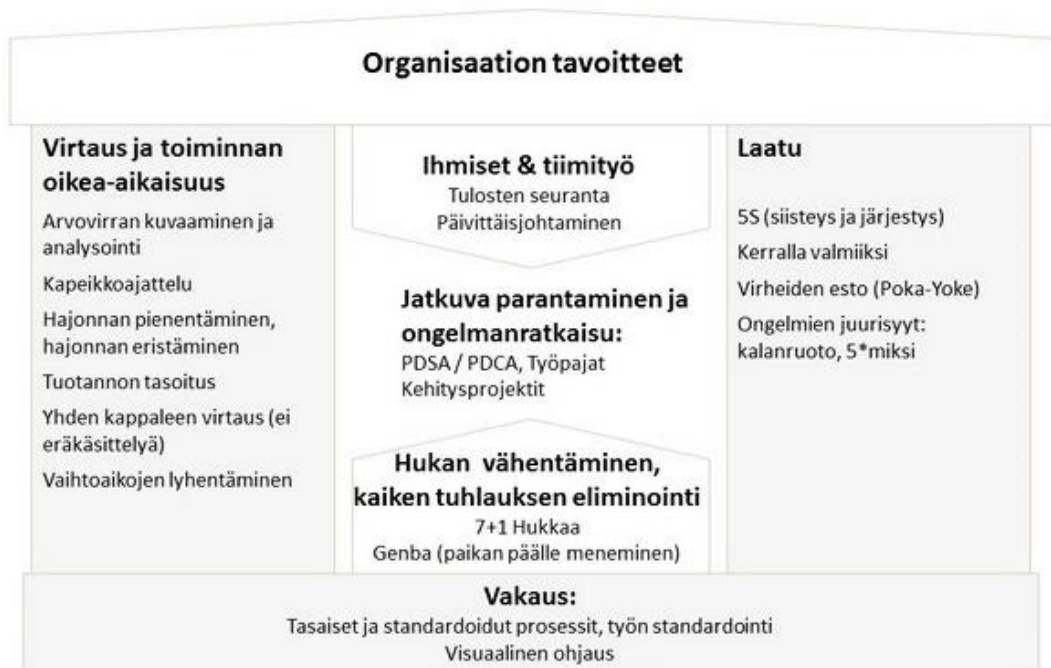 Organisaation tavoitteet
Virtaus ja toiminnan
oikea-aikaisuus
Arvovirran kuvaaminen ja
analysointi
Kapeikkoajattelu
Hajonnan pienentäminen,
hajonnan eristäminen
Tuotannon tasoitus
Yhden kappaleen virtaus (ei
eräkäsittelyä)
Vaihtoaikojen lyhentäminen
Ihmiset & tiimityö
Tulosten seuranta
Päivittäisjohtaminen
Jatkuva parantaminen ja
ongelmanratkaisu:
PDSA / PDCA, Työpajat
Kehitysprojektit
Hukan vähentäminen,
kaiken tuhlauksen eliminointi
7+1 Hukkaa
Genba (paikan päälle meneminen)
Laatu
5S (siisteys ja järjestys)
Kerralla valmiiksi
Virheiden esto (Poka-Yoke)
Ongelmien juurisyyt:
kalanruoto, 5*miksi
Vakaus:
Tasaiset ja standardoidut prosessit, työn standardointi
Visuaalinen ohjaus